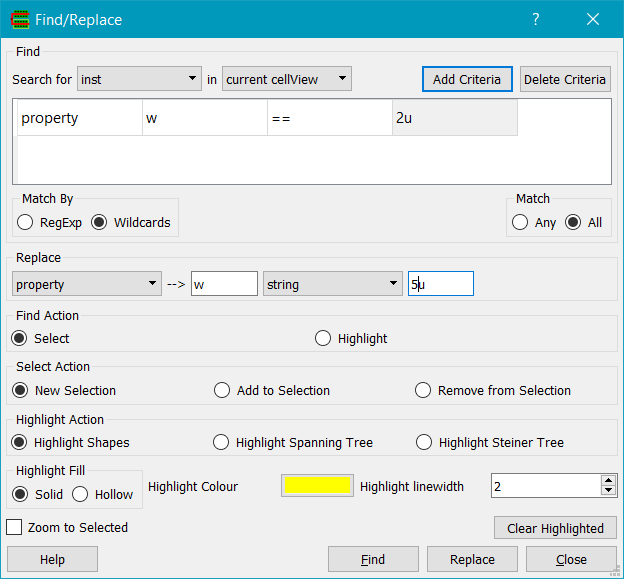 Find/Replace ?
Find
Search for inst in current cellView Add Criteria Delete Criteria
property w == 2u
Match By Match
RegExp Wildcards Any All
Replace
property --> w string 5u
Find Action
Select Highlight
Select Action
New Selection Add to Selection Remove from Selection
Highlight Action
Highlight Shapes Highlight Spanning Tree Highlight Steiner Tree
Highlight Fill
Solid Hollow Highlight Colour Highlight linewidth 2
Zoom to Selected Clear Highlighted
Help Find Replace Close